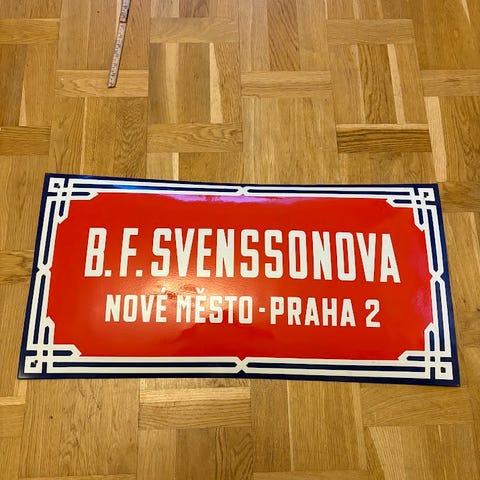 B.F. SVENSSONOVA
NOVÉ MĚSTO - PRAHA 2